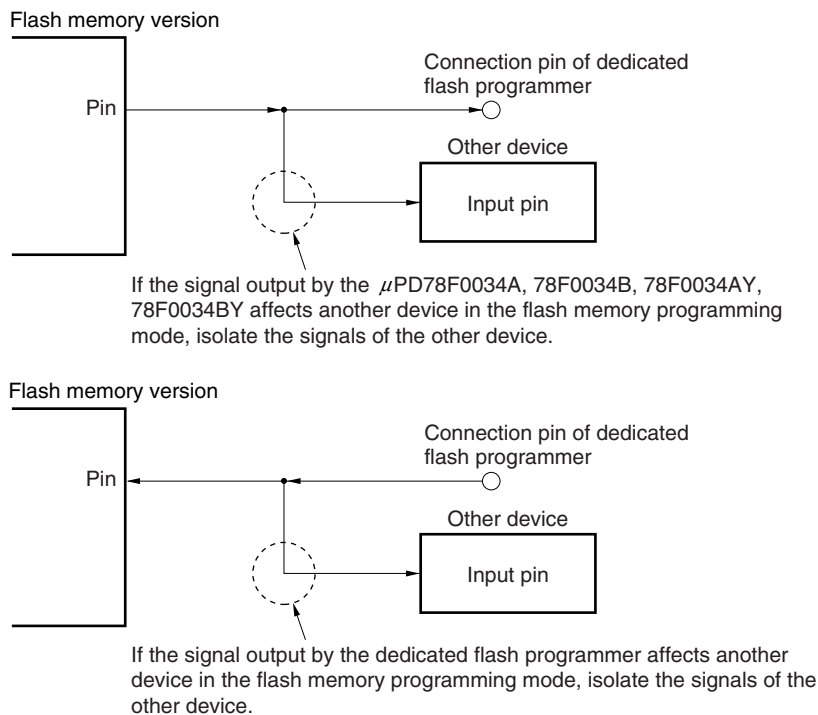 Flash memory version
Pin
Connection pin of dedicated
flash programmer
Other device
Input pin
If the signal output by the μPD78F0034A, 78F0034B, 78F0034AY,
78F0034BY affects another device in the flash memory programming
mode, isolate the signals of the other device.
Flash memory version
Pin
Connection pin of dedicated
flash programmer
Other device
Input pin
If the signal output by the dedicated flash programmer affects another
device in the flash memory programming mode, isolate the signals of the
other device.